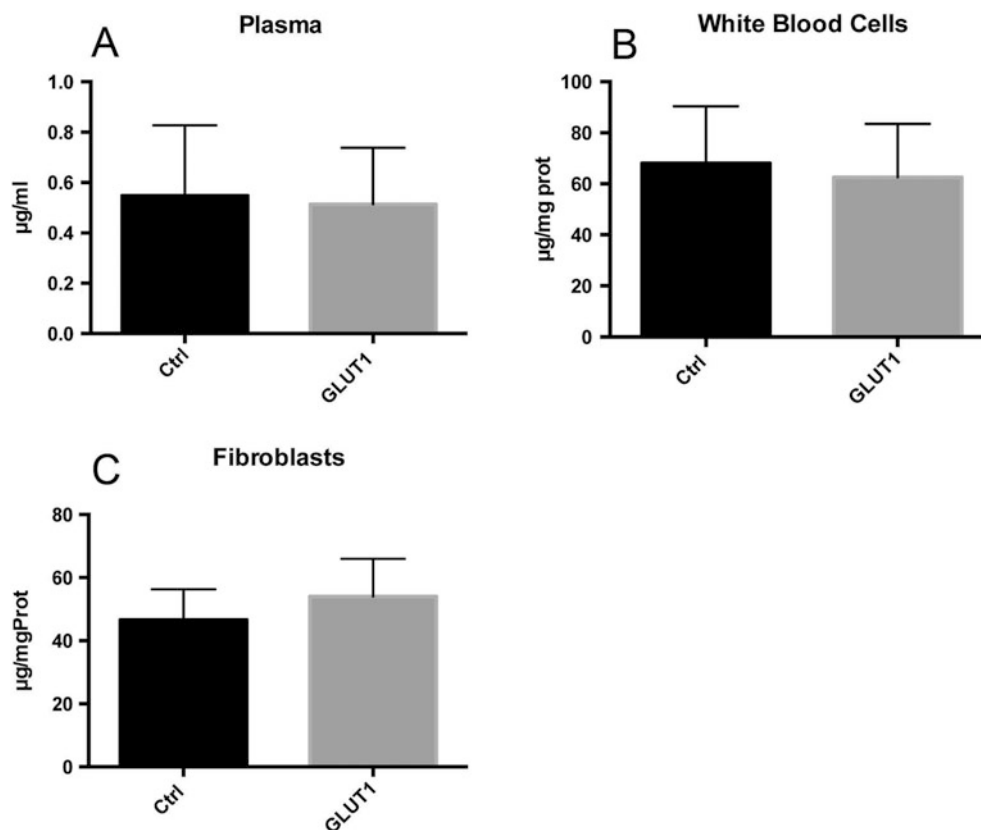 A
Plasma
µg/ml
1.0
0.8
0.6
0.4
0.2
0.0
Ctrl
GLUT1
B
White Blood Cells
µg/mg prot
100
80
60
40
20
0
Ctrl
GLUT1
C
Fibroblasts
µg/mgProt
80
60
40
20
0
Ctrl
GLUT1